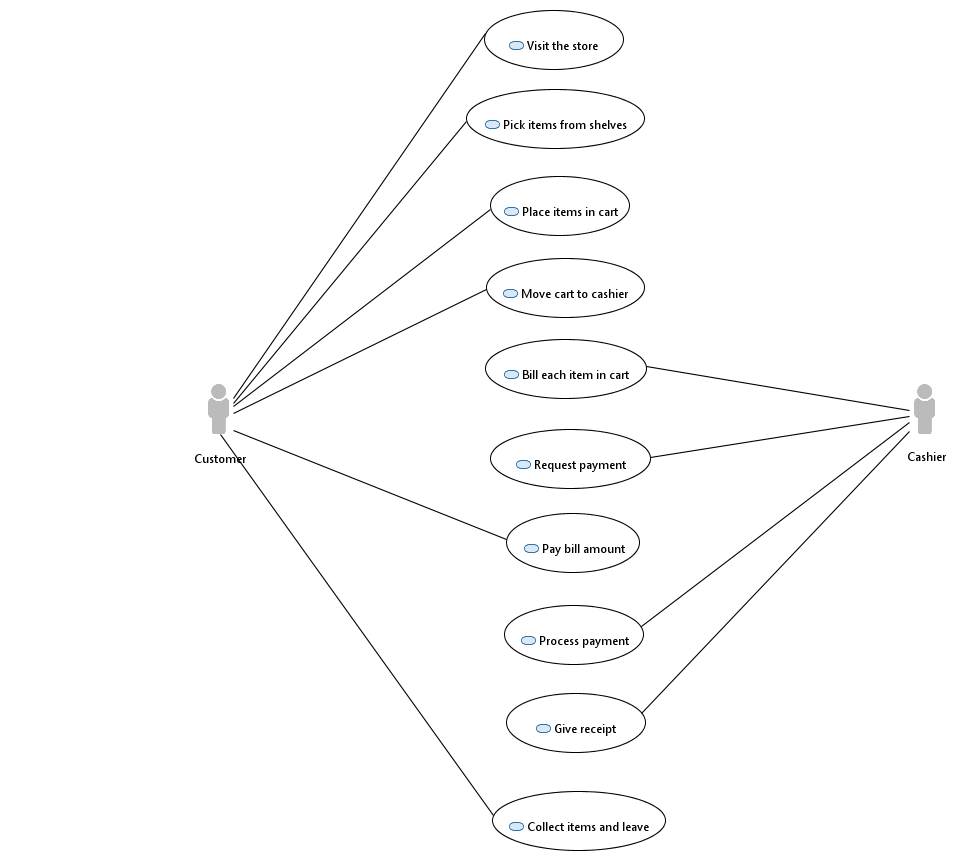 Visit the store
Pick items from shelves
Place items in cart
Move cart to cashier
Bill each item in cart
Customer
Cashier
Request payment
Pay bill amount
Process payment
Give receipt
Collect items and leave